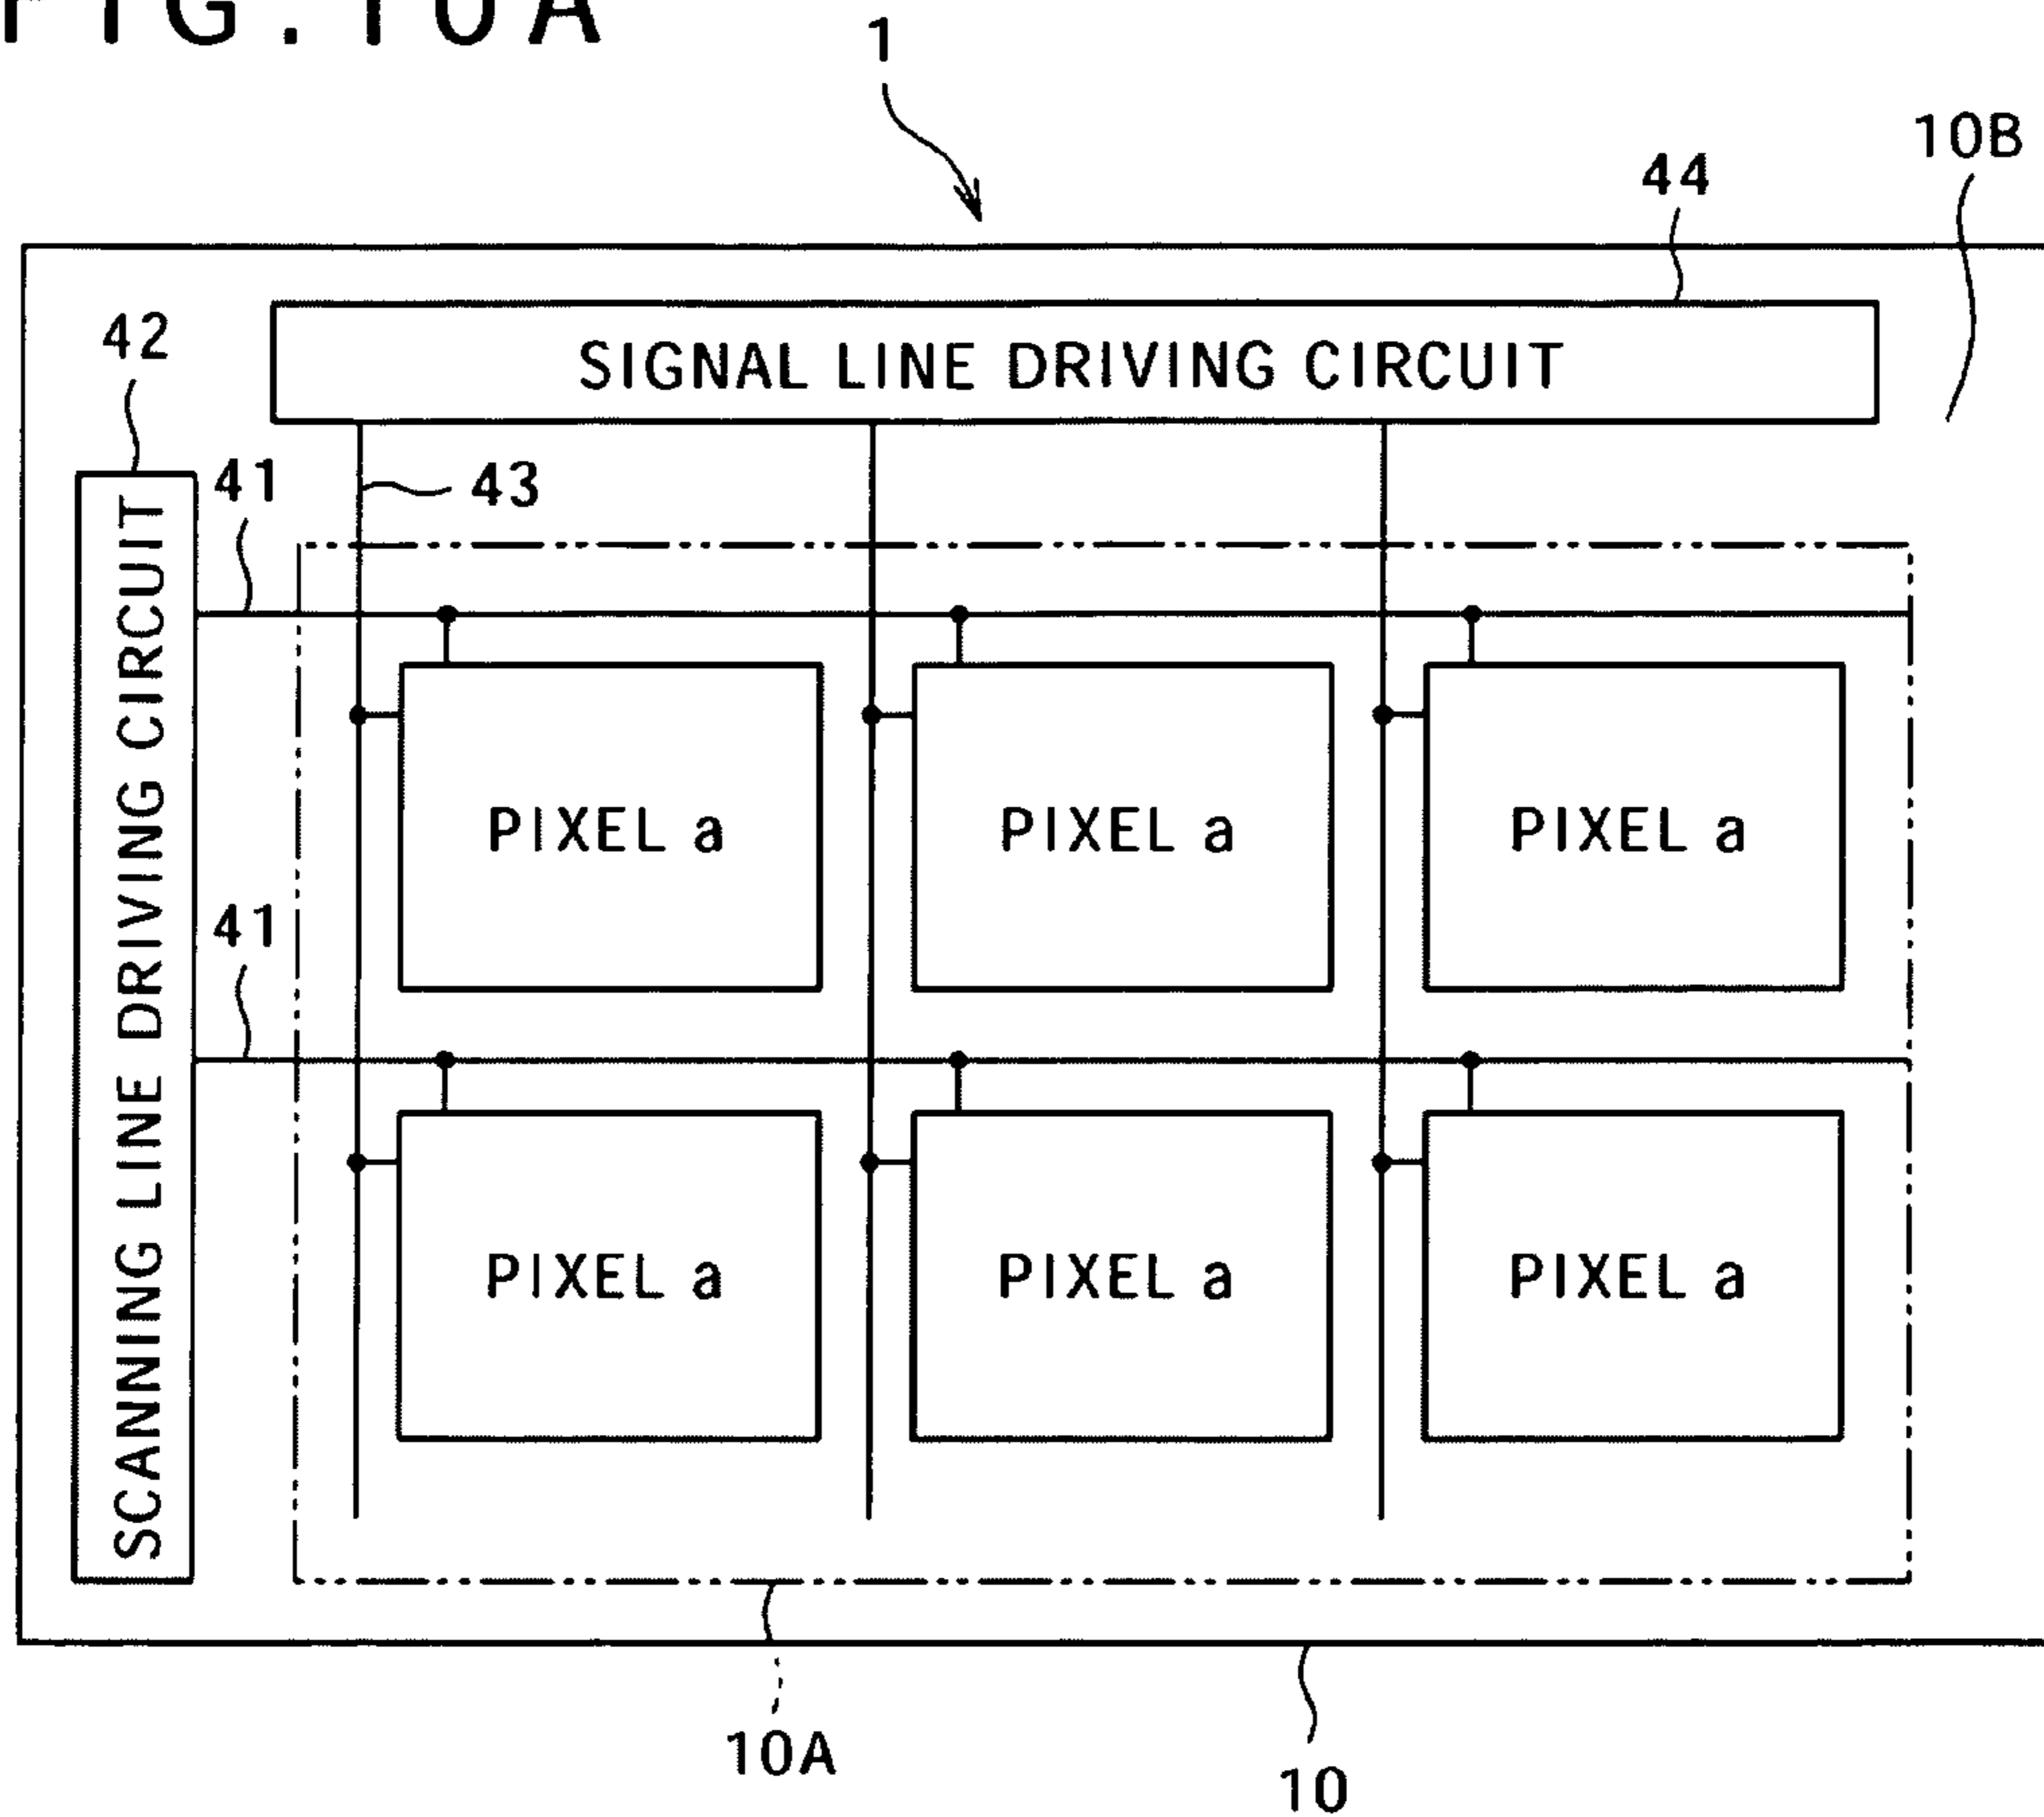 FIG.10A
1
10B
44
42
SIGNAL LINE DRIVING CIRCUIT
41
43
SCANNING LINE DRIVING CIRCUIT
PIXEL a
PIXEL a
PIXEL a
41
PIXEL a
PIXEL a
PIXEL a
10A
10